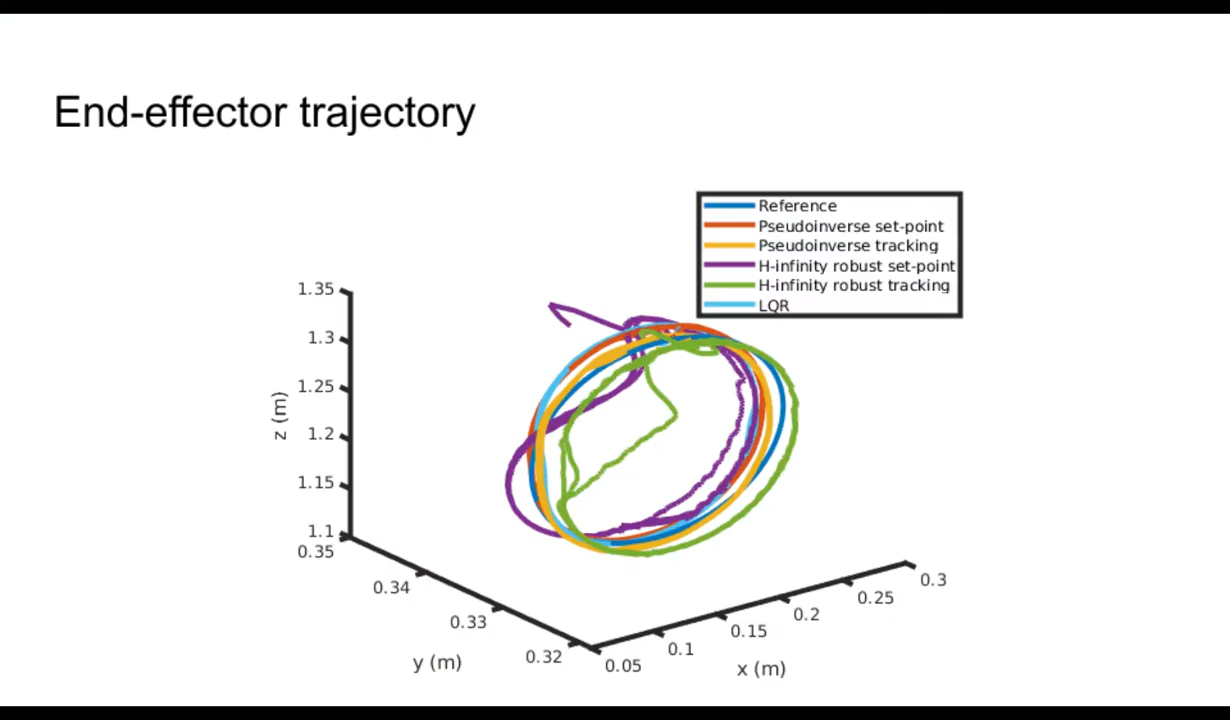 End-effector trajectory
Reference
Pseudoinverse set-point
Pseudoinverse tracking
H-infinity robust set-point
H-infinity robust tracking
LQR
1.35
1.3
1.25
1.2
1.15
1.1
z (m)
0.35
0.34
0.33
0.32
y (m)
0.05
0.1
0.15
0.2
0.25
0.3
x (m)